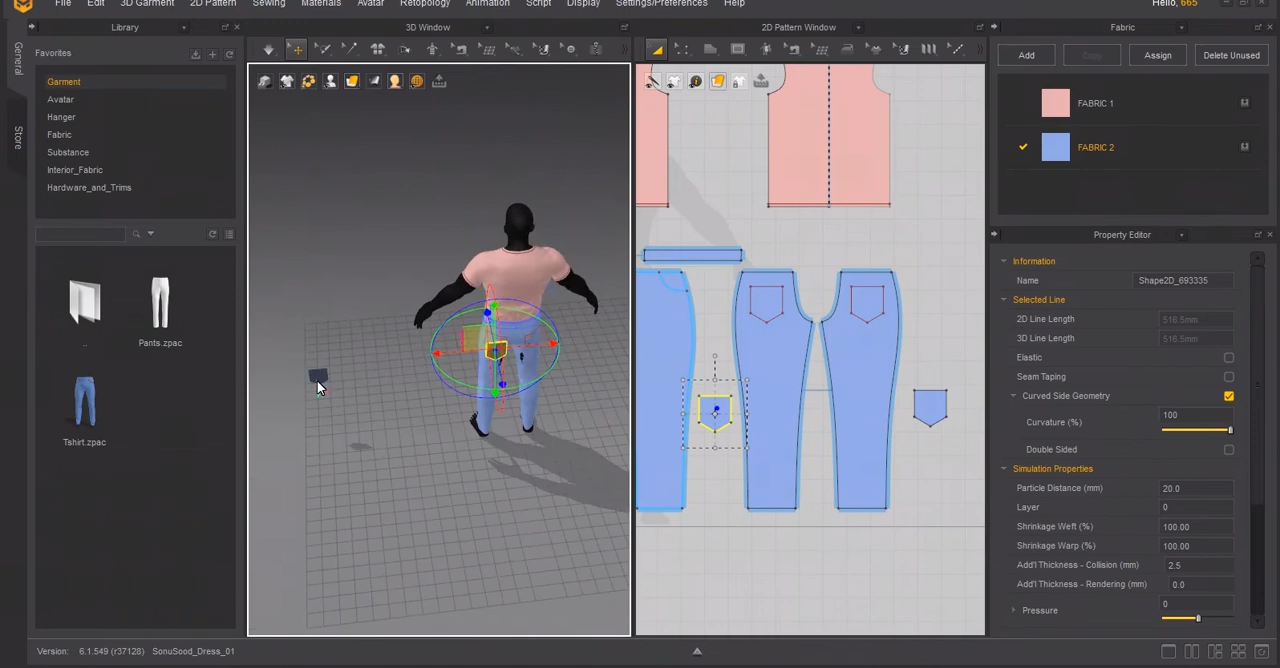 File Edit 3D Garment 2D Pattern Sewing Materials Avatar Retopology Animation Script Display Settings/Preferences Help Hello, 665
Library 3D Window 2D Pattern Window Fabric
General
Store
Favorites
Garment
Avatar
Hanger
Fabric
Substance
Interior_Fabric
Hardware_and_Trims
..
Pants.zpac
Tshirt.zpac
Add Copy Assign Delete Unused
FABRIC 1
FABRIC 2
Property Editor
Information
Name Shape2D_693335
Selected Line
2D Line Length 516.5mm
3D Line Length 516.5mm
Elastic
Seam Taping
Curved Side Geometry
Curvature (%) 100
Double Sided
Simulation Properties
Particle Distance (mm) 20.0
Layer 0
Shrinkage Weft (%) 100.00
Shrinkage Warp (%) 100.00
Add'l Thickness - Collision (mm) 2.5
Add'l Thickness - Rendering (mm) 0.0
Pressure 0
Version: 6.1.549 (r37128) SonuSood_Dress_01